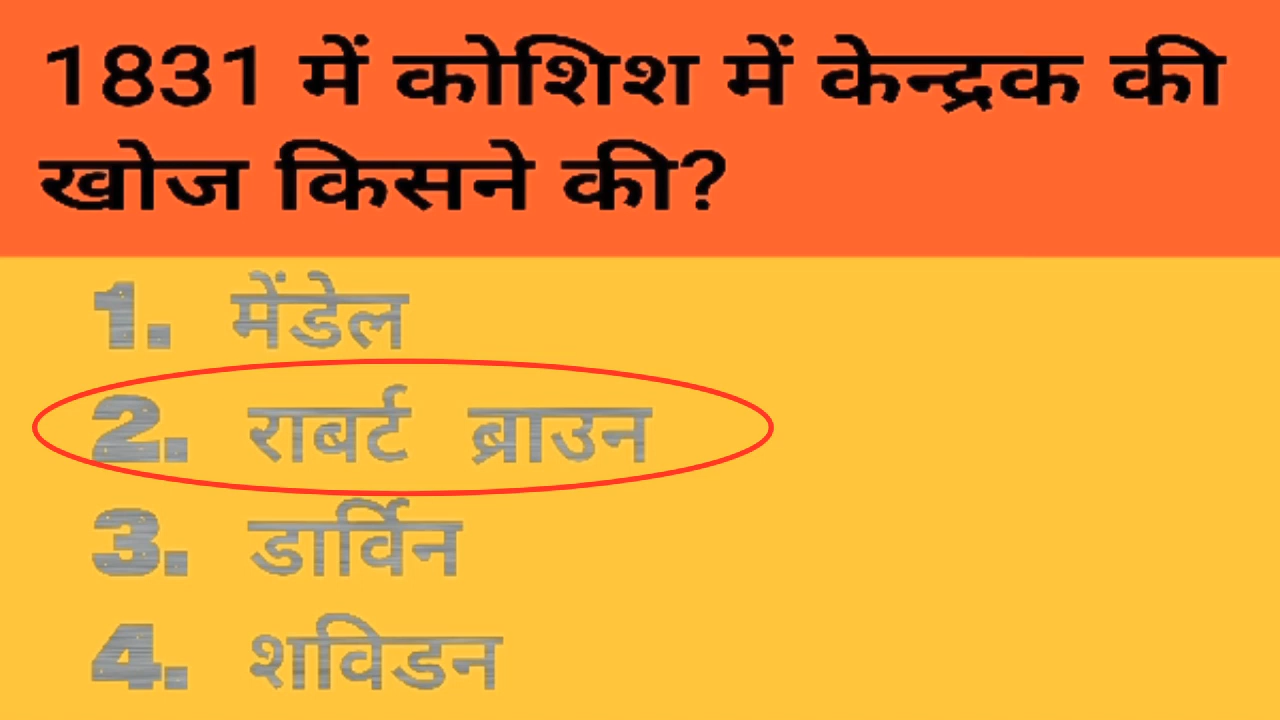 1831 में कोशिश में केन्द्रक की
खोज किसने की?
1. मेंडेल
2. राबर्ट ब्राउन
3. डार्विन
4. शविडन